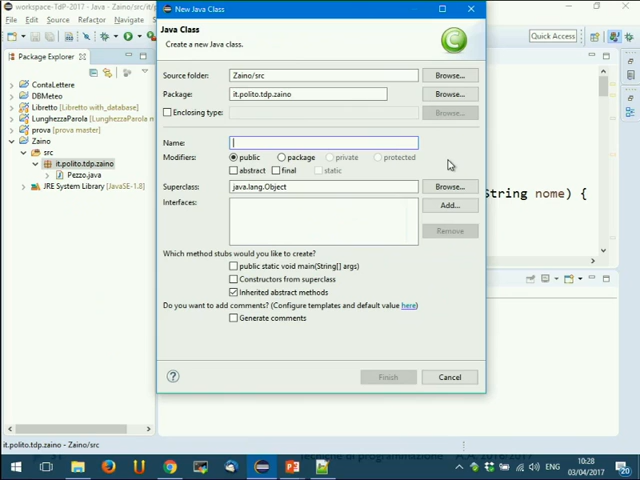 workspace-TdP-2017 - Java - Zaino/src/it/p
New Java Class
File Edit Source Refactor Navigat
Java Class
Create a new Java class.
Quick Access
Package Explorer
ContaLettere
DBMeteo
Libretto [Libretto with_database]
LunghezzaParola [LunghezzaParo
prova [prova master]
Zaino
src
it.polito.tdp.zaino
Pezzo.java
JRE System Library [JavaSE-1.8]
Source folder:
Zaino/src
Browse...
Package:
it.polito.tdp.zaino
Browse...
Enclosing type:
Browse...
Name:
Modifiers:
public
package
private
protected
abstract
final
static
Superclass:
java.lang.Object
Browse...
Interfaces:
Add...
Remove
String nome) {
Which method stubs would you like to create?
public static void main(String[] args)
Constructors from superclass
Inherited abstract methods
Do you want to add comments? (Configure templates and default value here)
Generate comments
?
Finish
Cancel
it.polito.tdp.zaino - Zaino/src
A.A. 2016/2017
ENG
10:28
03/04/2017
20